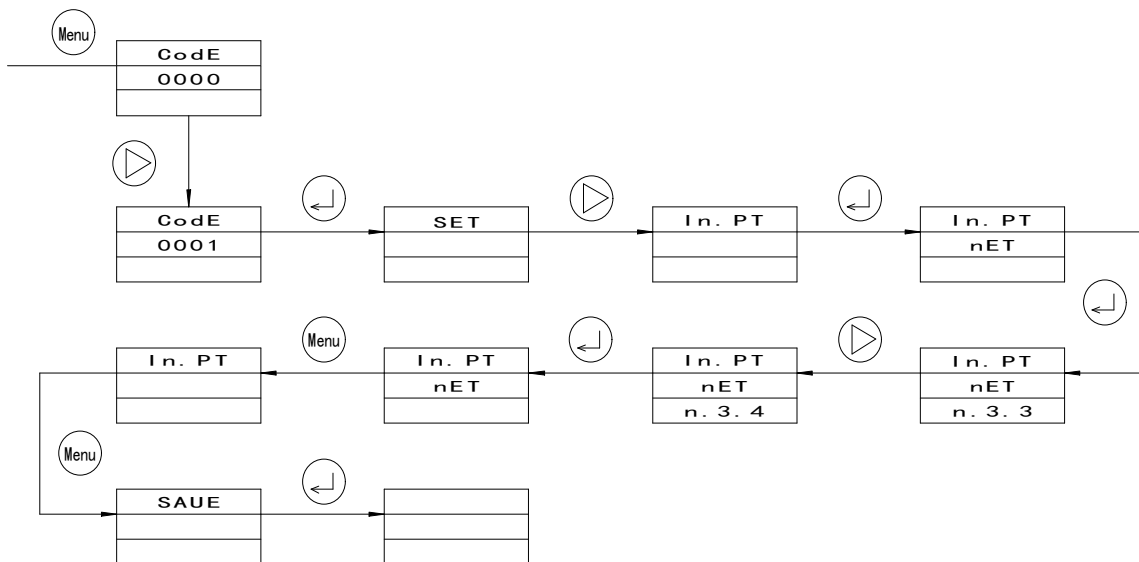 Menu
CodE
0000
CodE
0001
SET
In. PT
In. PT
nET
In. PT
nET
n. 3. 3
In. PT
nET
n. 3. 4
Menu
In. PT
nET
In. PT
Menu
SAUE